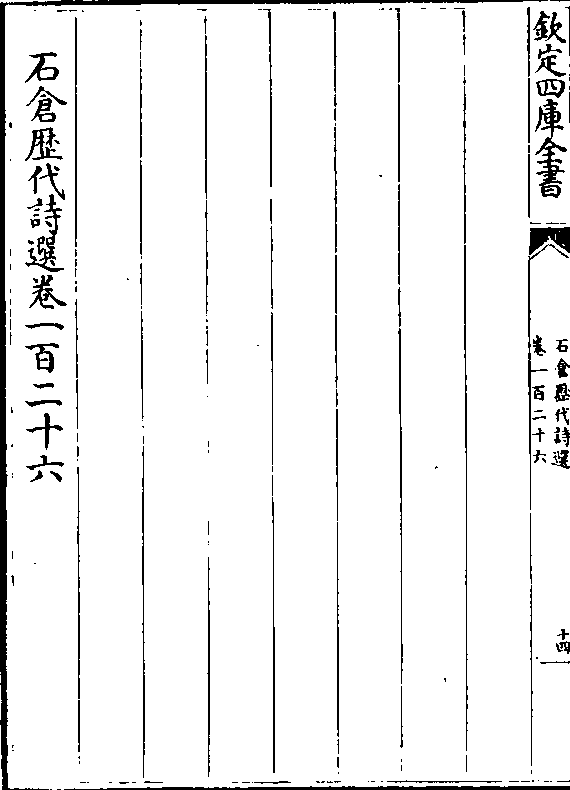 欽定四庫全書
石倉歷代詩選
卷一百二十六
十四
石倉歷代詩選卷一百二十六